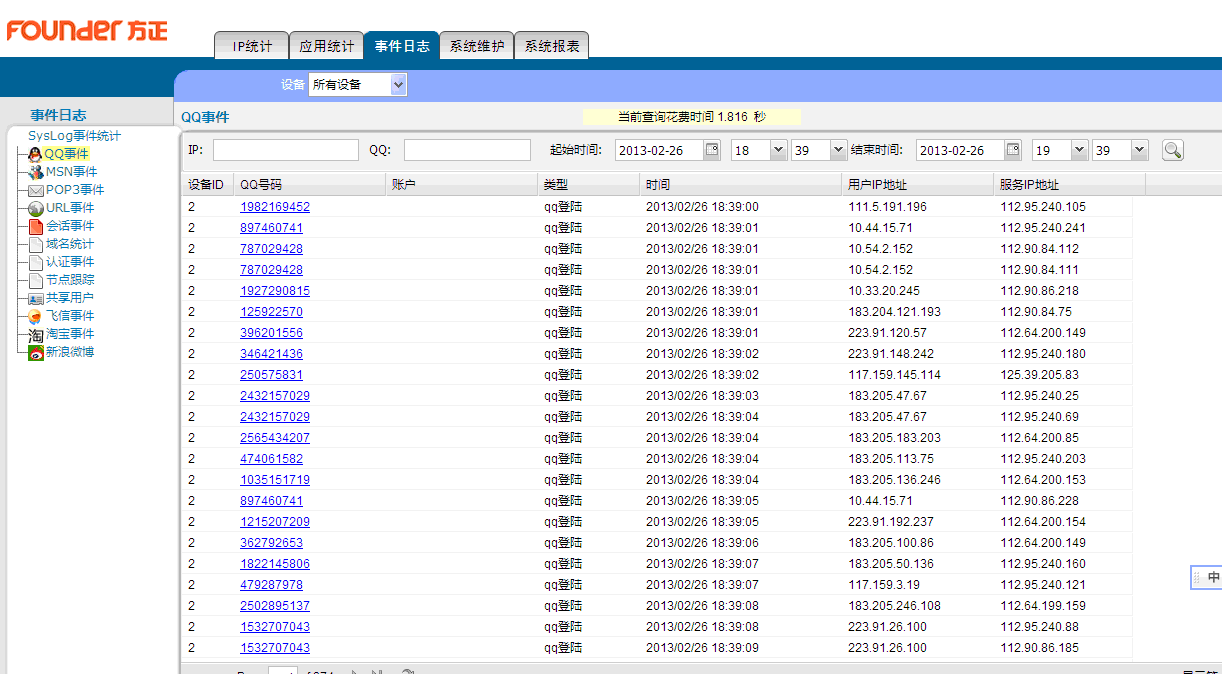 FOUNDER 方正
IP统计 应用统计 事件日志 系统维护 系统报表
设备 所有设备
事件日志
SysLog事件统计
QQ事件
MSN事件
POP3事件
URL事件
会话事件
域名统计
认证事件
节点跟踪
共享用户
飞信事件
淘 淘宝事件
新浪微博
QQ事件 当前查询花费时间 1.816 秒
IP: QQ: 起始时间: 2013-02-26 18 39 结束时间: 2013-02-26 19 39
设备ID QQ号码 账户 类型 时间 用户IP地址 服务IP地址
2 1982169452 qq登陆 2013/02/26 18:39:00 111.5.191.196 112.95.240.105
2 897460741 qq登陆 2013/02/26 18:39:01 10.44.15.71 112.95.240.241
2 787029428 qq登陆 2013/02/26 18:39:01 10.54.2.152 112.90.84.112
2 787029428 qq登陆 2013/02/26 18:39:01 10.54.2.152 112.90.84.111
2 1927290815 qq登陆 2013/02/26 18:39:01 10.33.20.245 112.90.86.218
2 125922570 qq登陆 2013/02/26 18:39:01 183.204.121.193 112.90.84.75
2 396201556 qq登陆 2013/02/26 18:39:01 223.91.120.57 112.64.200.149
2 346421436 qq登陆 2013/02/26 18:39:02 223.91.148.242 112.95.240.180
2 250575831 qq登陆 2013/02/26 18:39:02 117.159.145.114 125.39.205.83
2 2432157029 qq登陆 2013/02/26 18:39:03 183.205.47.67 112.95.240.25
2 2432157029 qq登陆 2013/02/26 18:39:04 183.205.47.67 112.95.240.69
2 2565434207 qq登陆 2013/02/26 18:39:04 183.205.183.203 112.64.200.85
2 474061582 qq登陆 2013/02/26 18:39:04 183.205.113.75 112.95.240.203
2 1035151719 qq登陆 2013/02/26 18:39:04 183.205.136.246 112.64.200.153
2 897460741 qq登陆 2013/02/26 18:39:05 10.44.15.71 112.90.86.228
2 1215207209 qq登陆 2013/02/26 18:39:05 223.91.192.237 112.64.200.154
2 362792653 qq登陆 2013/02/26 18:39:06 183.205.100.86 112.64.200.149
2 1822145806 qq登陆 2013/02/26 18:39:07 183.205.50.136 112.95.240.160
2 479287978 qq登陆 2013/02/26 18:39:07 117.159.3.19 112.95.240.121
2 2502895137 qq登陆 2013/02/26 18:39:08 183.205.246.108 112.64.199.159
2 1532707043 qq登陆 2013/02/26 18:39:08 223.91.26.100 112.95.240.88
2 1532707043 qq登陆 2013/02/26 18:39:09 223.91.26.100 112.90.86.185
中